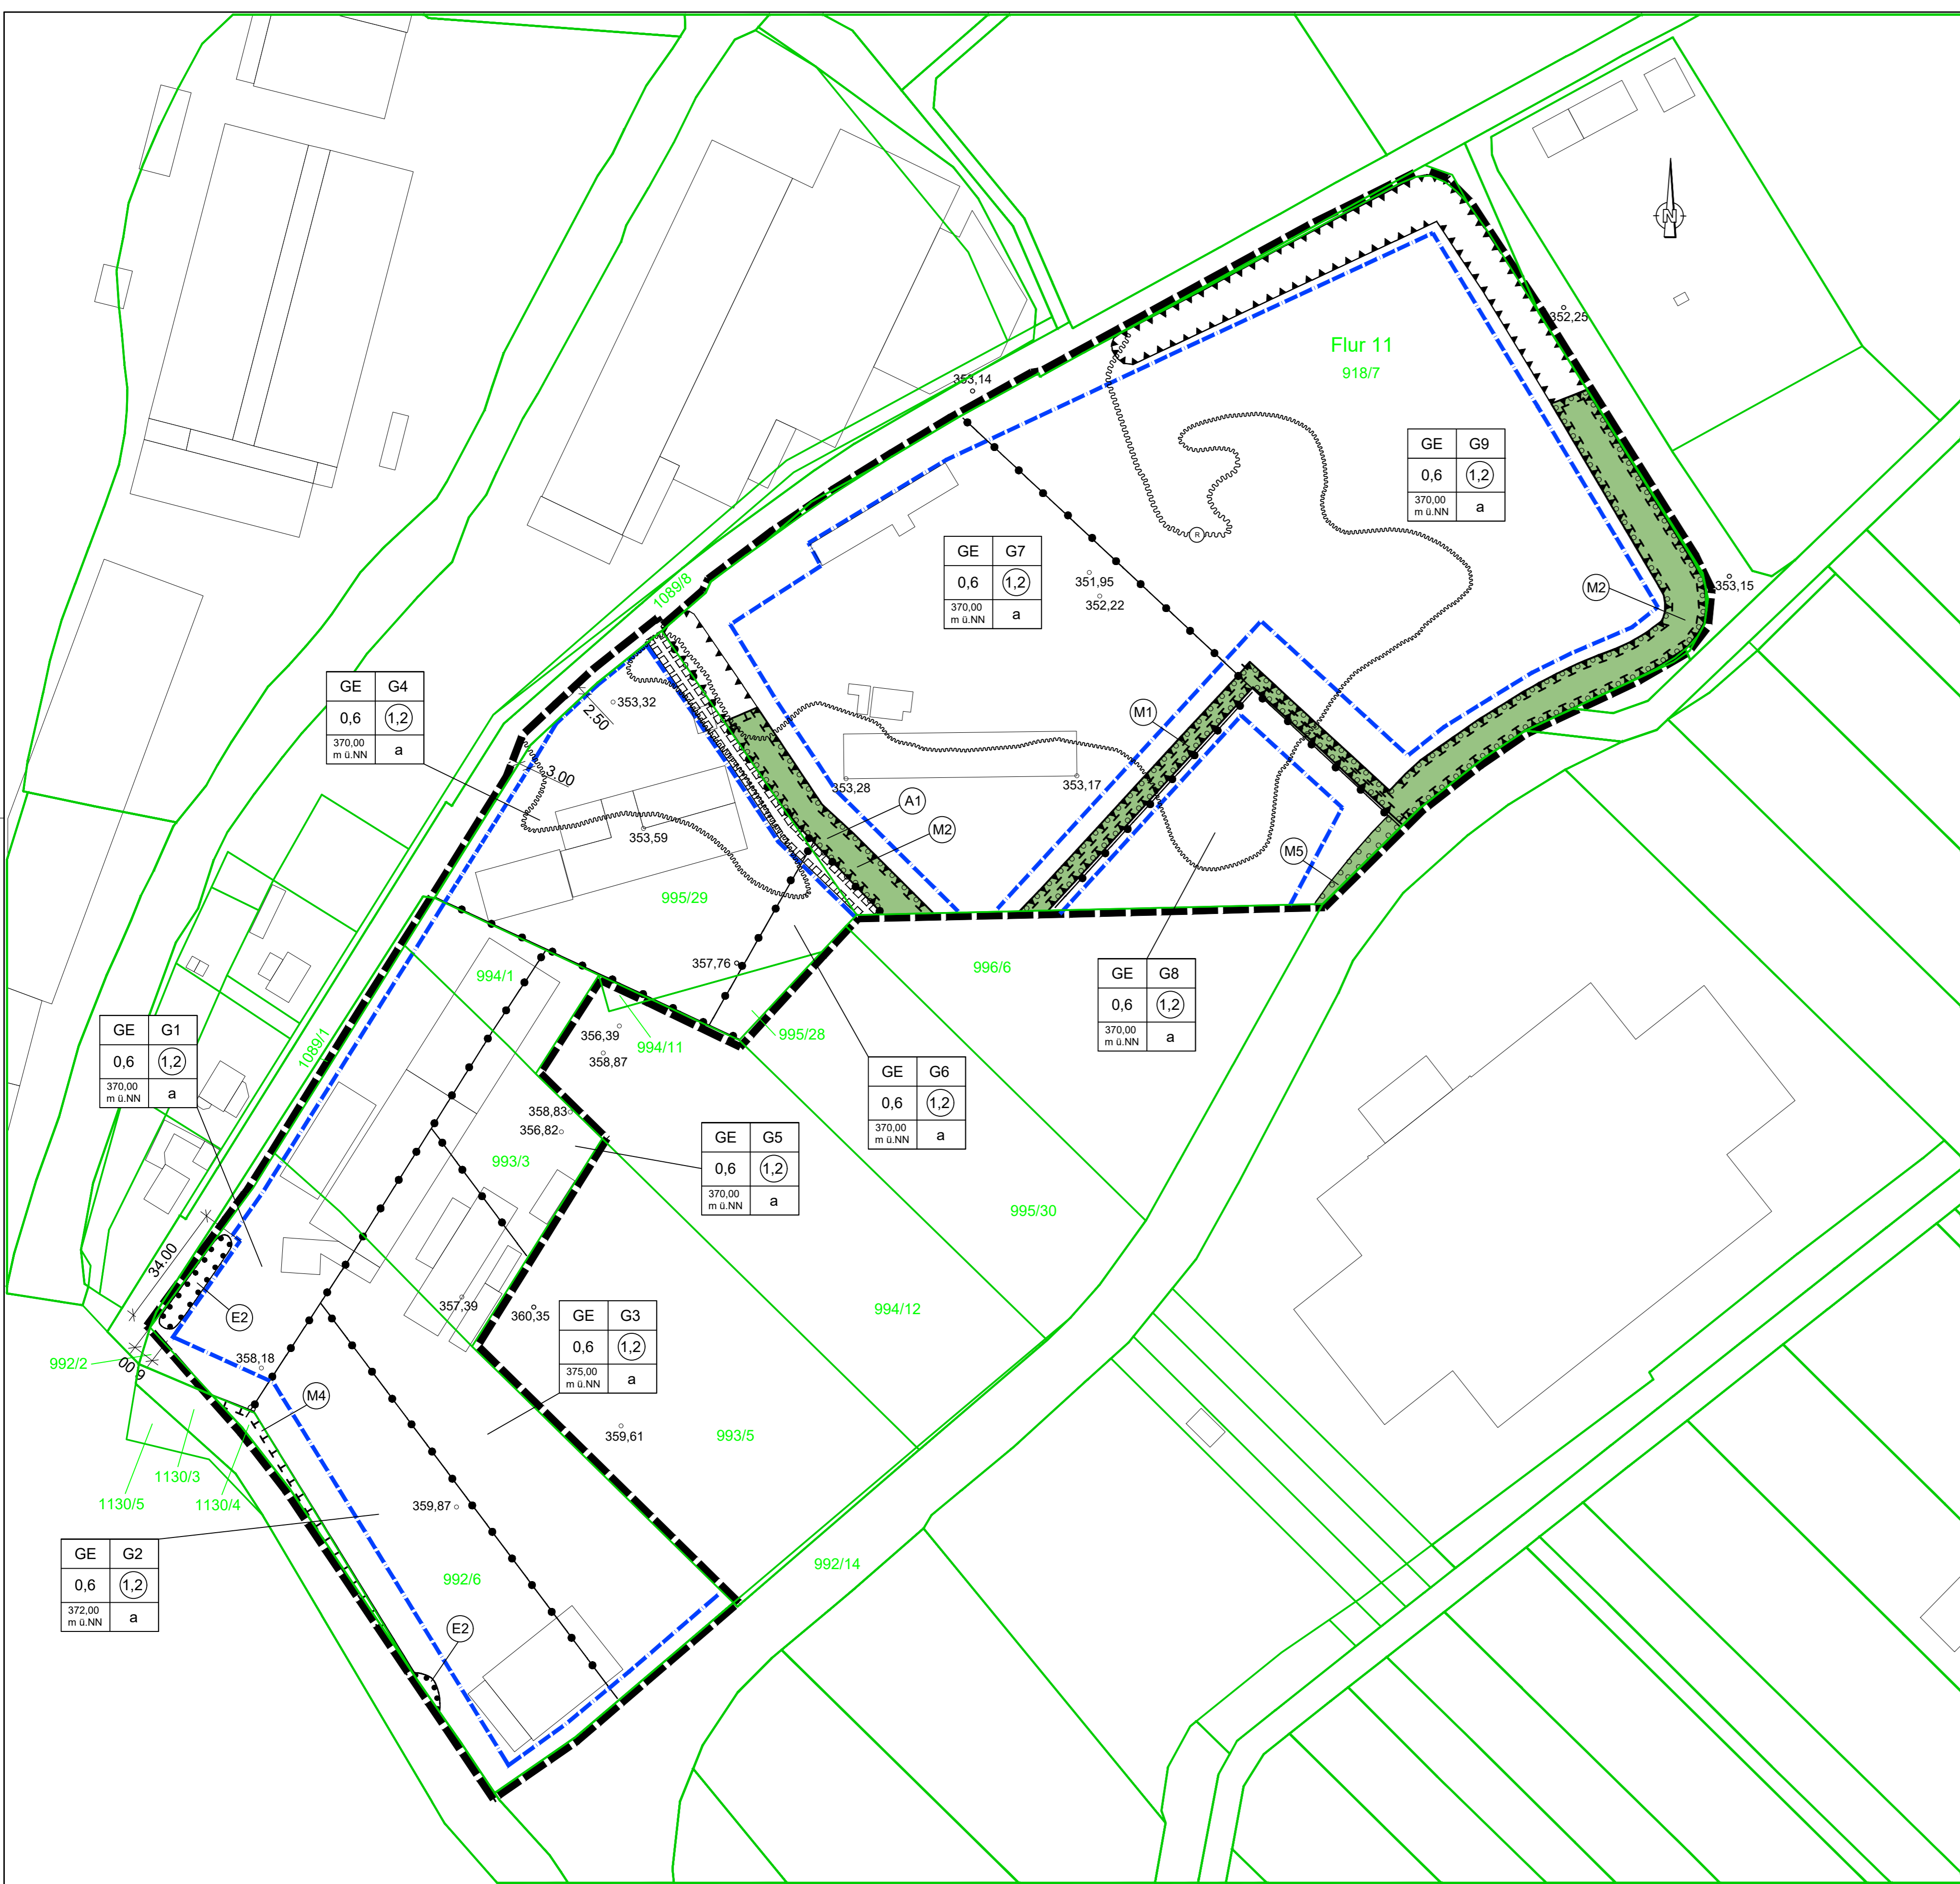 N
352,25
Flur 11
918/7
353,14
GE G9
0,6 1,2
370,00 m ü.NN a
R
GE G7
0,6 1,2
370,00 m ü.NN a
351,95
352,22
M2
353,15
1089/8
GE G4
0,6 1,2
370,00 m ü.NN a
353,32
2.50
3.00
M1
353,28
353,17
A1
M2
353,59
M5
995/29
357,76
994/1
996/6
GE G8
0,6 1,2
370,00 m ü.NN a
GE G1
0,6 1,2
370,00 m ü.NN a
1089/1
356,39
358,87
994/11
995/28
GE G6
0,6 1,2
370,00 m ü.NN a
358,83
356,82
993/3
GE G5
0,6 1,2
370,00 m ü.NN a
995/30
34.00
E2
357,39
360,35
GE G3
0,6 1,2
375,00 m ü.NN a
994/12
992/2
6.00
358,18
M4
359,61
993/5
1130/3
1130/5
1130/4
359,87
GE G2
0,6 1,2
372,00 m ü.NN a
992/6
992/14
E2